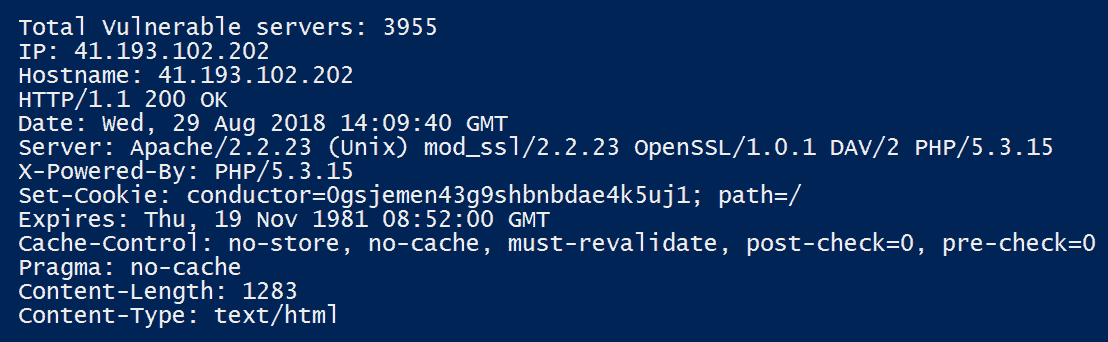 Total Vulnerable servers: 3955
IP: 41.193.102.202
Hostname: 41.193.102.202
HTTP/1.1 200 OK
Date: Wed, 29 Aug 2018 14:09:40 GMT
Server: Apache/2.2.23 (Unix) mod_ssl/2.2.23 OpenSSL/1.0.1 DAV/2 PHP/5.3.15
X-Powered-By: PHP/5.3.15
Set-Cookie: conductor=0gsjemen43g9shbnbdae4k5uj1; path=/
Expires: Thu, 19 Nov 1981 08:52:00 GMT
Cache-Control: no-store, no-cache, must-revalidate, post-check=0, pre-check=0
Pragma: no-cache
Content-Length: 1283
Content-Type: text/html